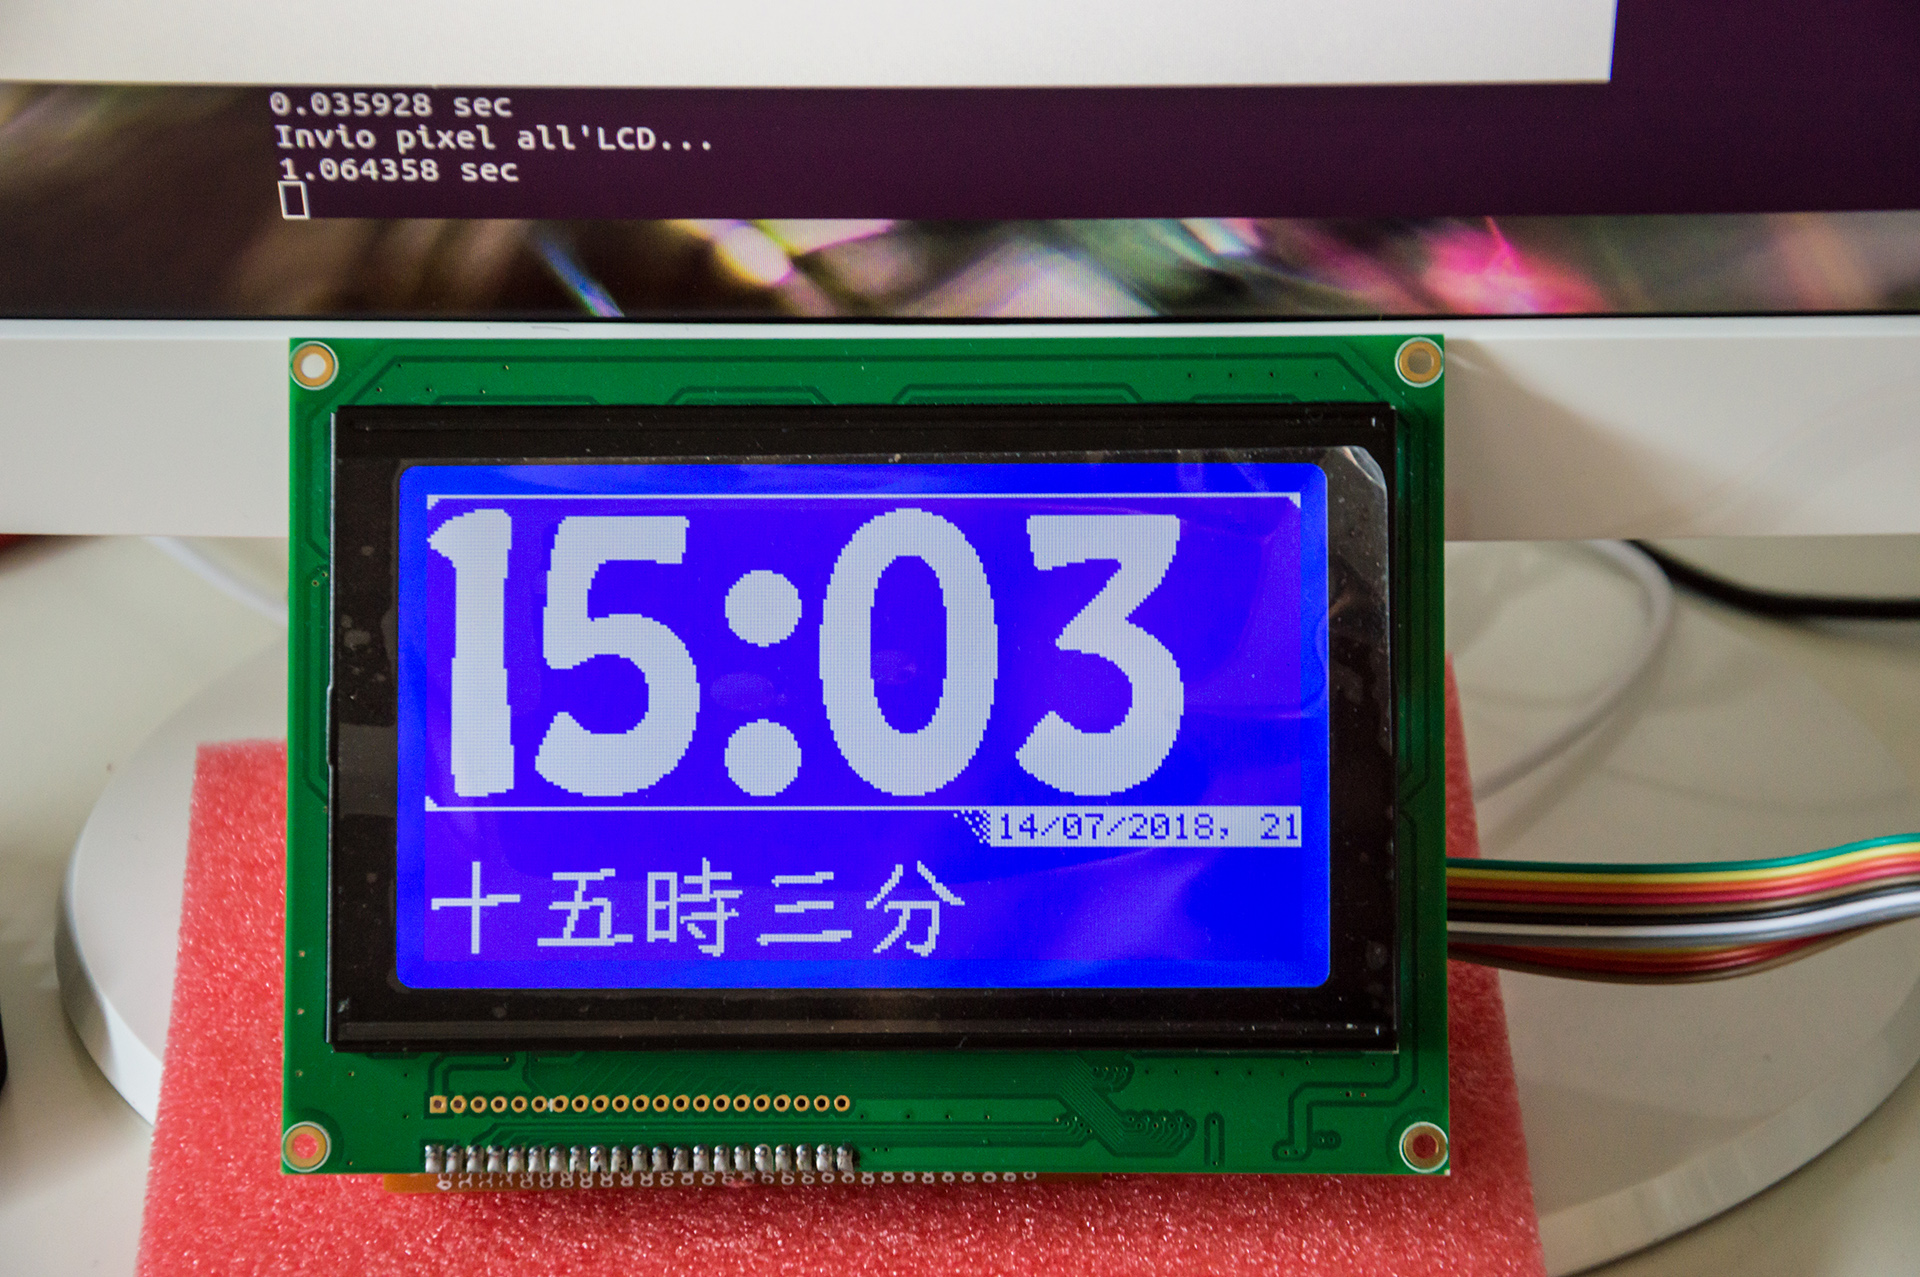 0.035928 sec
Invio pixel all'LCD...
1.064358 sec
15:03
14/07/2018, 21
十五時三分